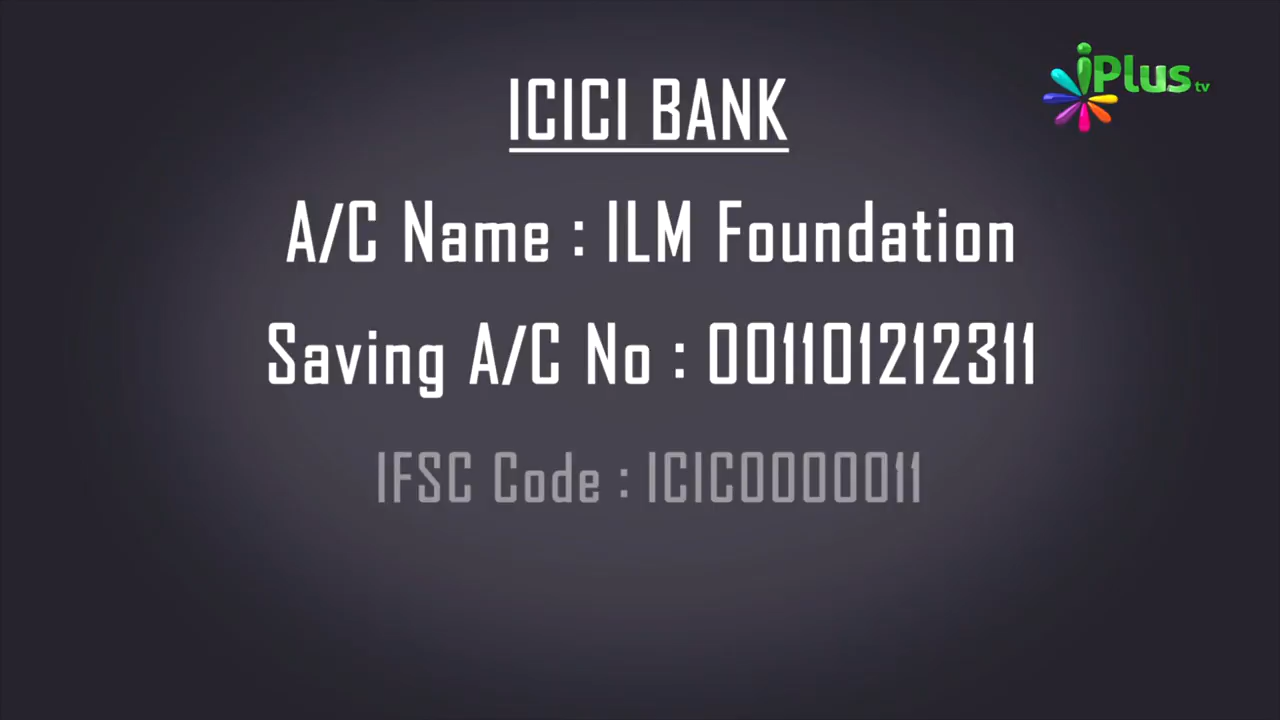 iPlus tv
ICICI BANK
A/C Name : ILM Foundation
Saving A/C No : 001101212311
IFSC Code : ICIC0000011